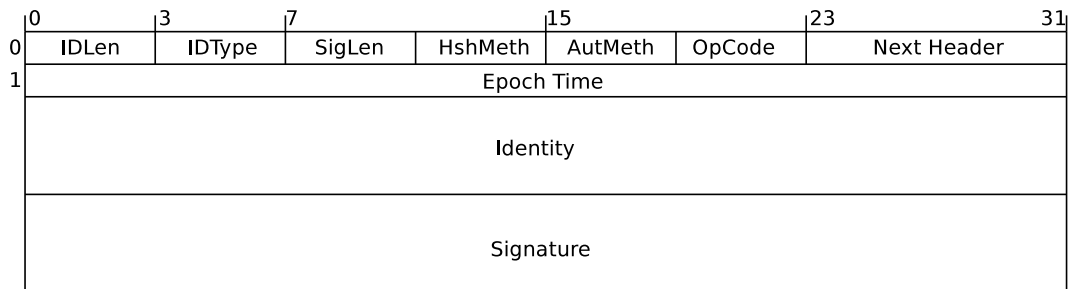 0 3 7 15 23 31
0 IDLen IDType SigLen HshMeth AutMeth OpCode Next Header
1 Epoch Time
Identity
Signature